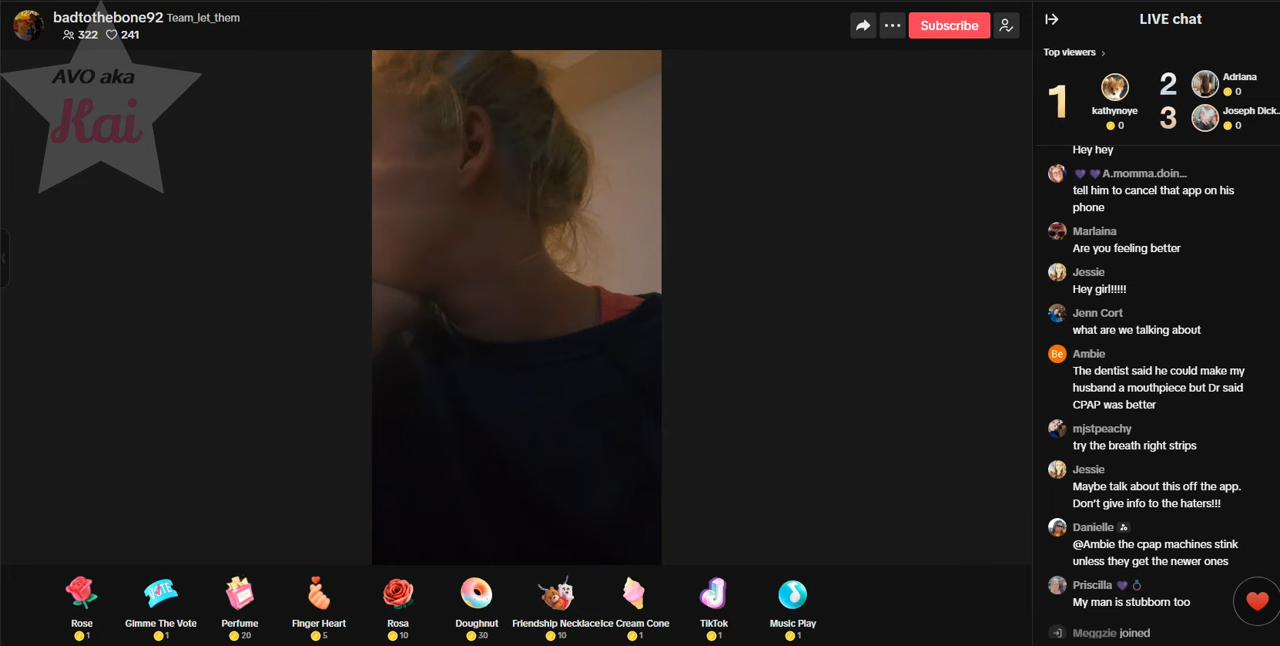 badtothebone92 Team_let_them
322 241
Subscribe
AVO aka
Kai
LIVE chat
Top viewers
1
kathynoye
0
2
Adriana
0
3
Joseph Dick..
0
Hey hey
A.momma.doin...
tell him to cancel that app on his
phone
Marlaina
Are you feeling better
Jessie
Hey girl!!!!!
Jenn Cort
what are we talking about
Be
Ambie
The dentist said he could make my
husband a mouthpiece but Dr said
CPAP was better
mjstpeachy
try the breath right strips
Jessie
Maybe talk about this off the app.
Don't give info to the haters!!!
Danielle
@Ambie the cpap machines stink
unless they get the newer ones
Priscilla
My man is stubborn too
Meggzie joined
Rose
1
VOTE
Gimme The Vote
1
Perfume
20
Finger Heart
5
Rosa
10
Doughnut
30
Friendship Necklace
10
Ice Cream Cone
1
TikTok
1
Music Play
1